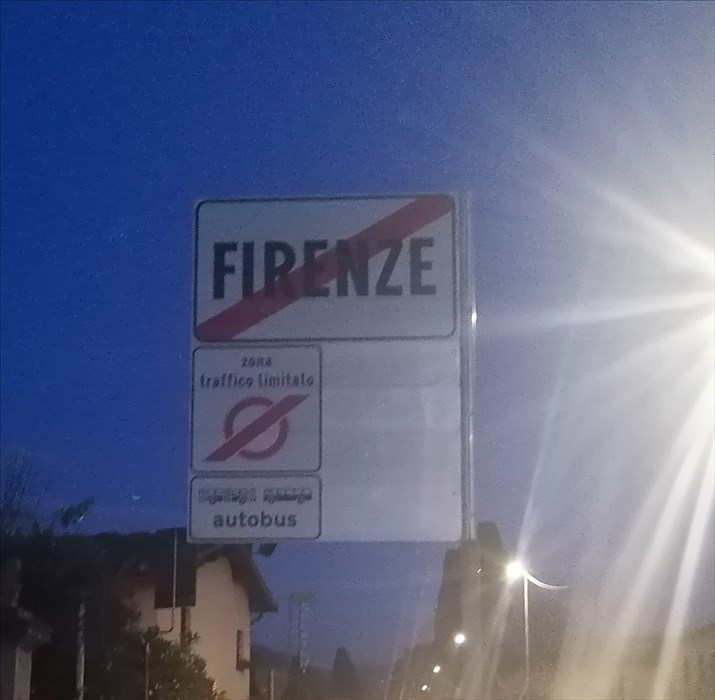 FIRENZE
zona
traffico limitato
autobus